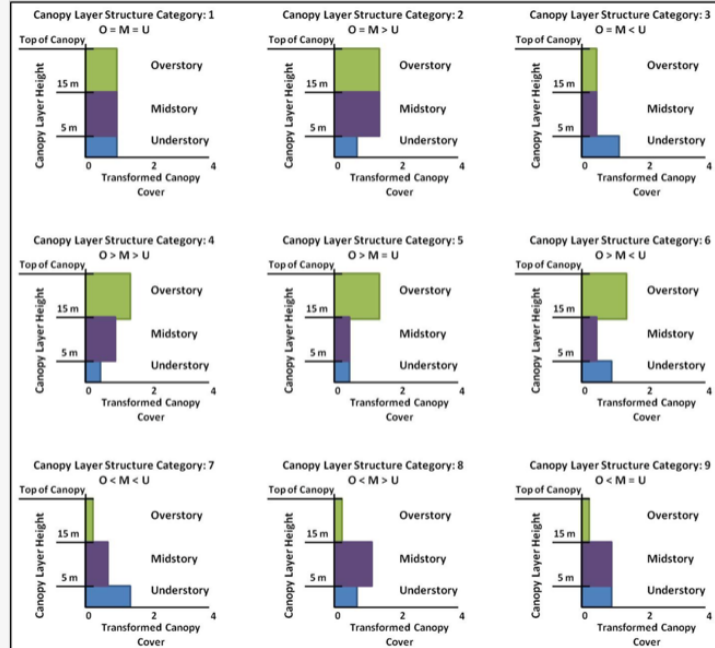 Canopy Layer Structure Category: 1
O = M = U
Top of Canopy
Overstory
15 m
Midstory
5 m
Understory
Canopy Layer Height
0 2 4
Transformed Canopy
Cover
Canopy Layer Structure Category: 2
O = M > U
Top of Canopy
Overstory
15 m
Midstory
5 m
Understory
Canopy Layer Height
0 2 4
Transformed Canopy
Cover
Canopy Layer Structure Category: 3
O = M < U
Top of Canopy
Overstory
15 m
Midstory
5 m
Understory
Canopy Layer Height
0 2 4
Transformed Canopy
Cover
Canopy Layer Structure Category: 4
O > M > U
Top of Canopy
Overstory
15 m
Midstory
5 m
Understory
Canopy Layer Height
0 2 4
Transformed Canopy
Cover
Canopy Layer Structure Category: 5
O > M = U
Top of Canopy
Overstory
15 m
Midstory
5 m
Understory
Canopy Layer Height
0 2 4
Transformed Canopy
Cover
Canopy Layer Structure Category: 6
O > M < U
Top of Canopy
Overstory
15 m
Midstory
5 m
Understory
Canopy Layer Height
0 2 4
Transformed Canopy
Cover
Canopy Layer Structure Category: 7
O < M < U
Top of Canopy
Overstory
15 m
Midstory
5 m
Understory
Canopy Layer Height
0 2 4
Transformed Canopy
Cover
Canopy Layer Structure Category: 8
O < M > U
Top of Canopy
Overstory
15 m
Midstory
5 m
Understory
Canopy Layer Height
0 2 4
Transformed Canopy
Cover
Canopy Layer Structure Category: 9
O < M = U
Top of Canopy
Overstory
15 m
Midstory
5 m
Understory
Canopy Layer Height
0 2 4
Transformed Canopy
Cover